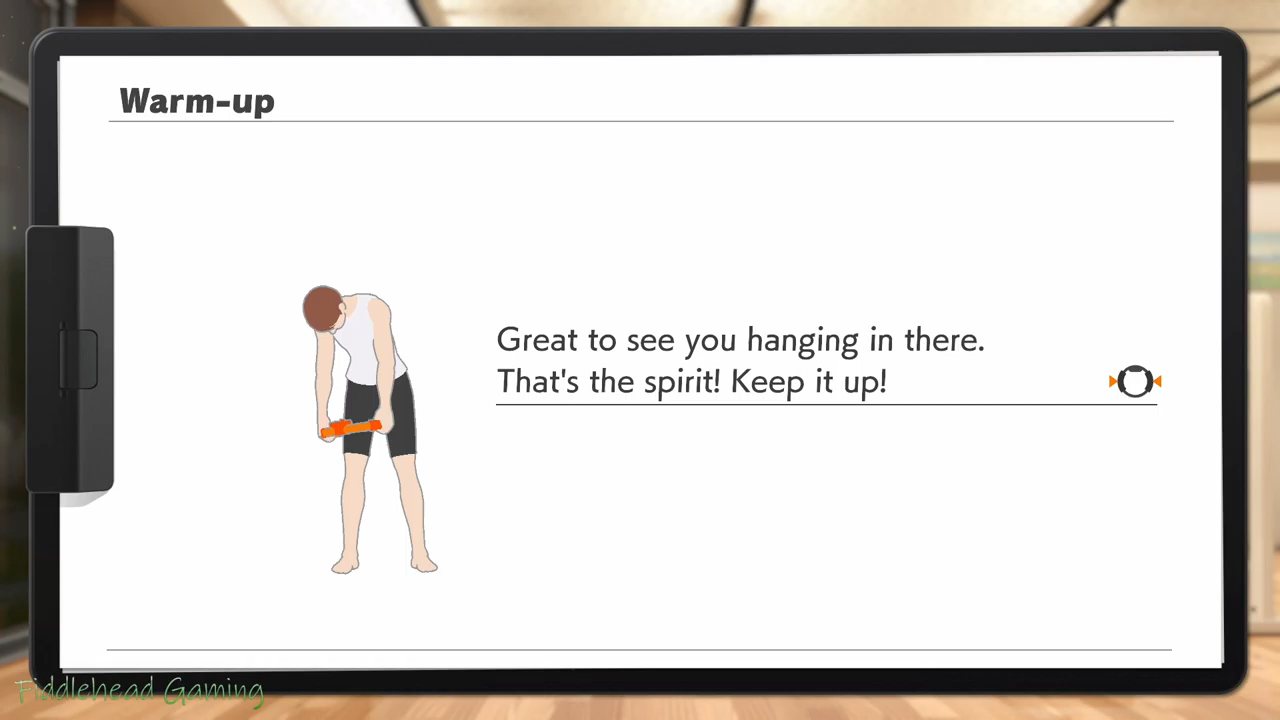 Warm-up
Great to see you hanging in there.
That's the spirit! Keep it up!
Fiddlehead Gaming